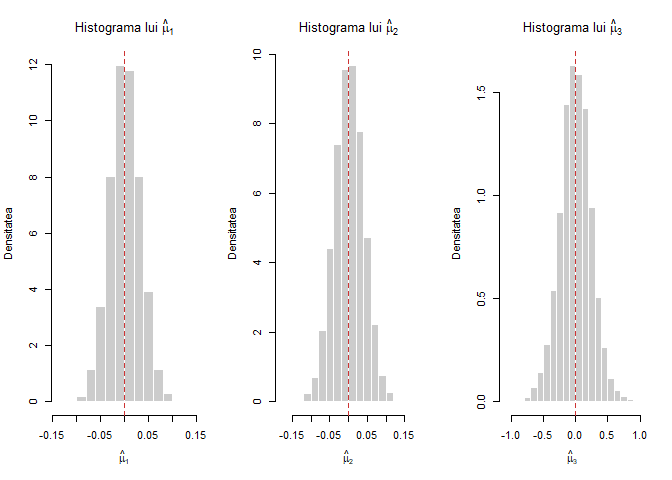 Histograma lui μ̂₁
Densitatea
12
10
8
6
4
2
0
-0.15 -0.05 0.05 0.15
μ̂₁
Histograma lui μ̂₂
Densitatea
10
8
6
4
2
0
-0.15 -0.05 0.05 0.15
μ̂₂
Histograma lui μ̂₃
Densitatea
1.5
1.0
0.5
0.0
-1.0 -0.5 0.0 0.5 1.0
μ̂₃